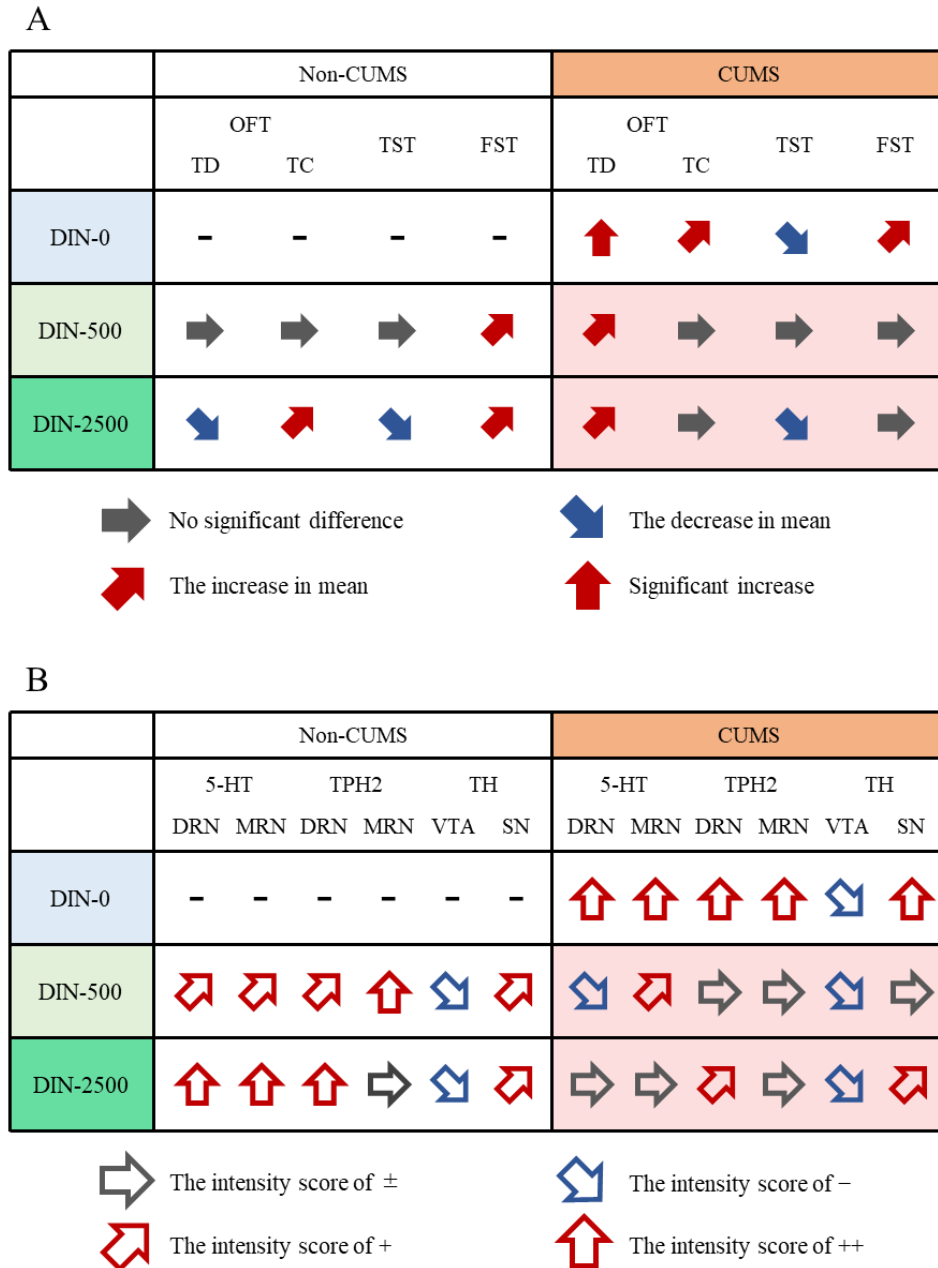 A
Non-CUMS CUMS
OFT TST FST OFT TST FST
TD TC TD TC
DIN-0 - - - -
DIN-500
DIN-2500
No significant difference The decrease in mean
The increase in mean Significant increase
B
Non-CUMS CUMS
5-HT TPH2 TH 5-HT TPH2 TH
DRN MRN DRN MRN VTA SN DRN MRN DRN MRN VTA SN
DIN-0 - - - - - -
DIN-500
DIN-2500
The intensity score of ± The intensity score of −
The intensity score of + The intensity score of ++